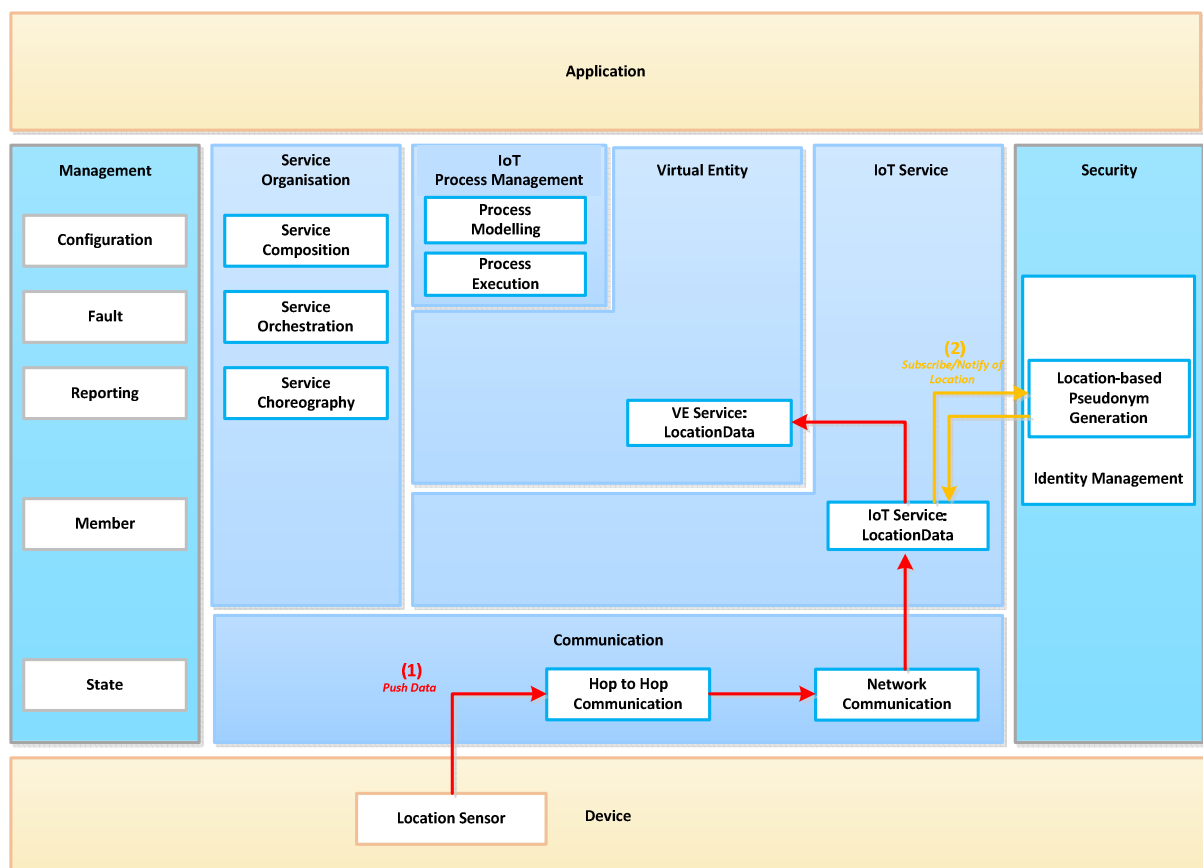 Application
Management
Configuration
Fault
Reporting
Member
State
Service
Organisation
Service
Composition
Service
Orchestration
Service
Choreography
IoT
Process Management
Process
Modelling
Process
Execution
Virtual Entity
VE Service:
LocationData
IoT Service
(2)
Subscribe/Notify of
Location
IoT Service:
LocationData
Security
Location-based
Pseudonym
Generation
Identity Management
Communication
(1)
Push Data
Hop to Hop
Communication
Network
Communication
Location Sensor
Device